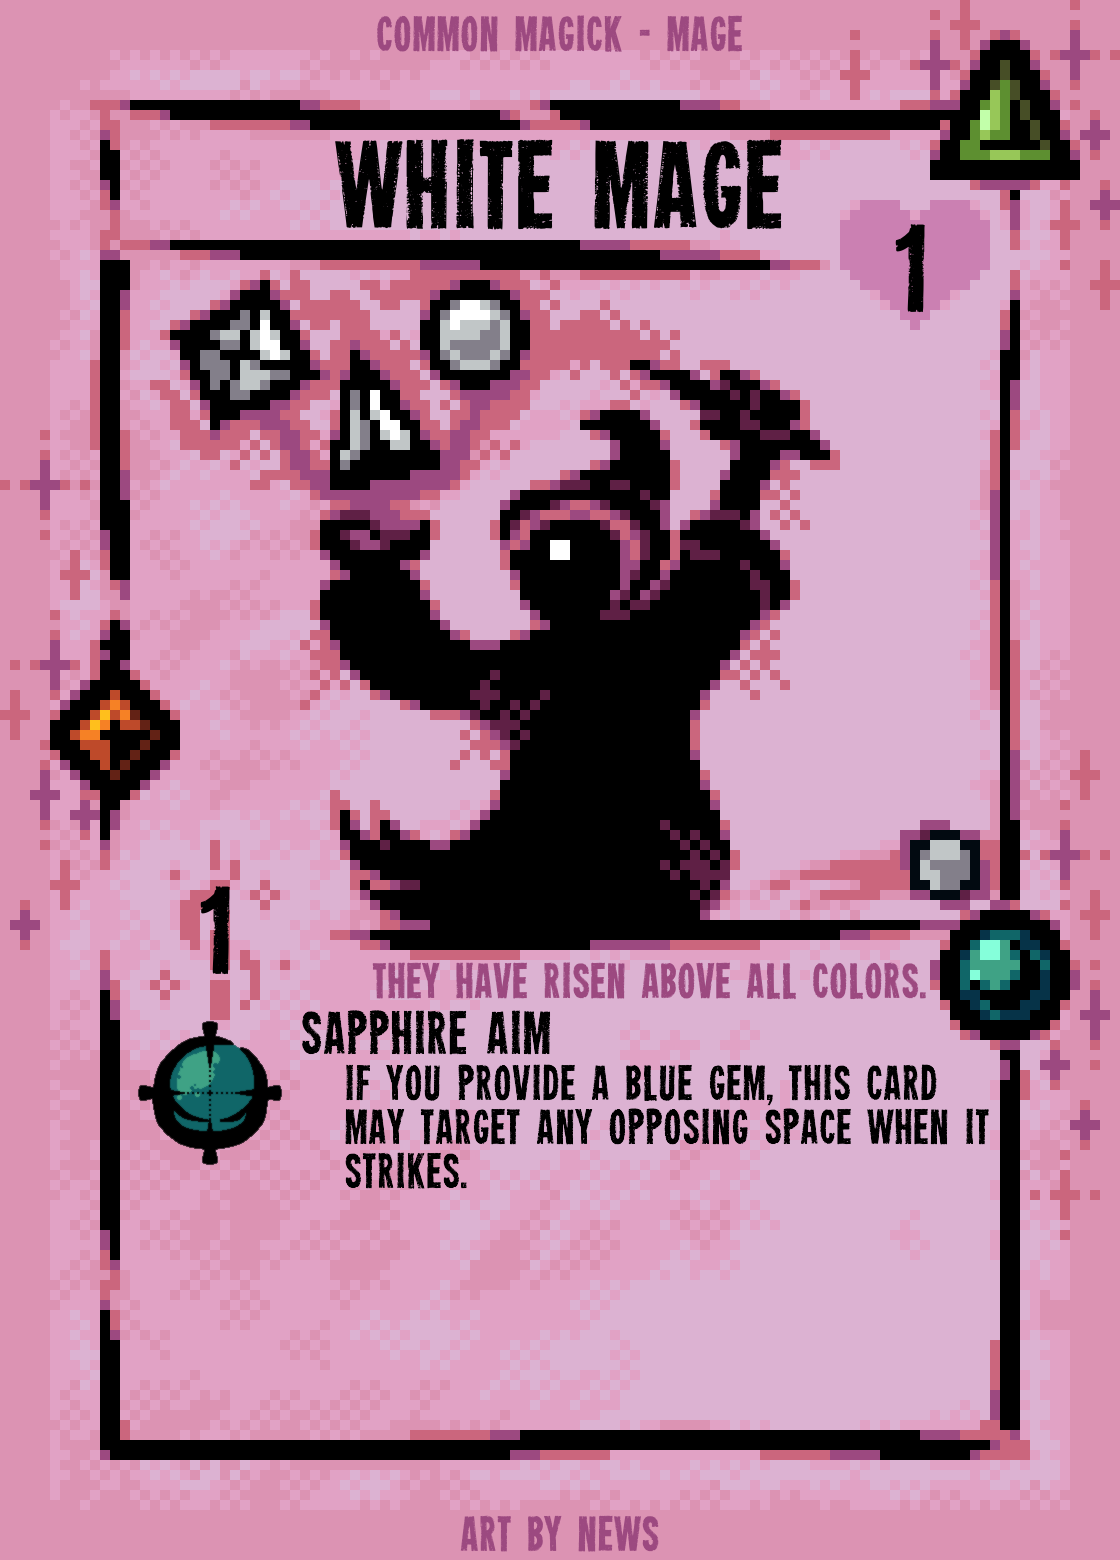 COMMON MAGICK - MAGE
WHITE MAGE
1
1
THEY HAVE RISEN ABOVE ALL COLORS.
SAPPHIRE AIM
IF YOU PROVIDE A BLUE GEM, THIS CARD
MAY TARGET ANY OPPOSING SPACE WHEN IT
STRIKES.
ART BY NEWS